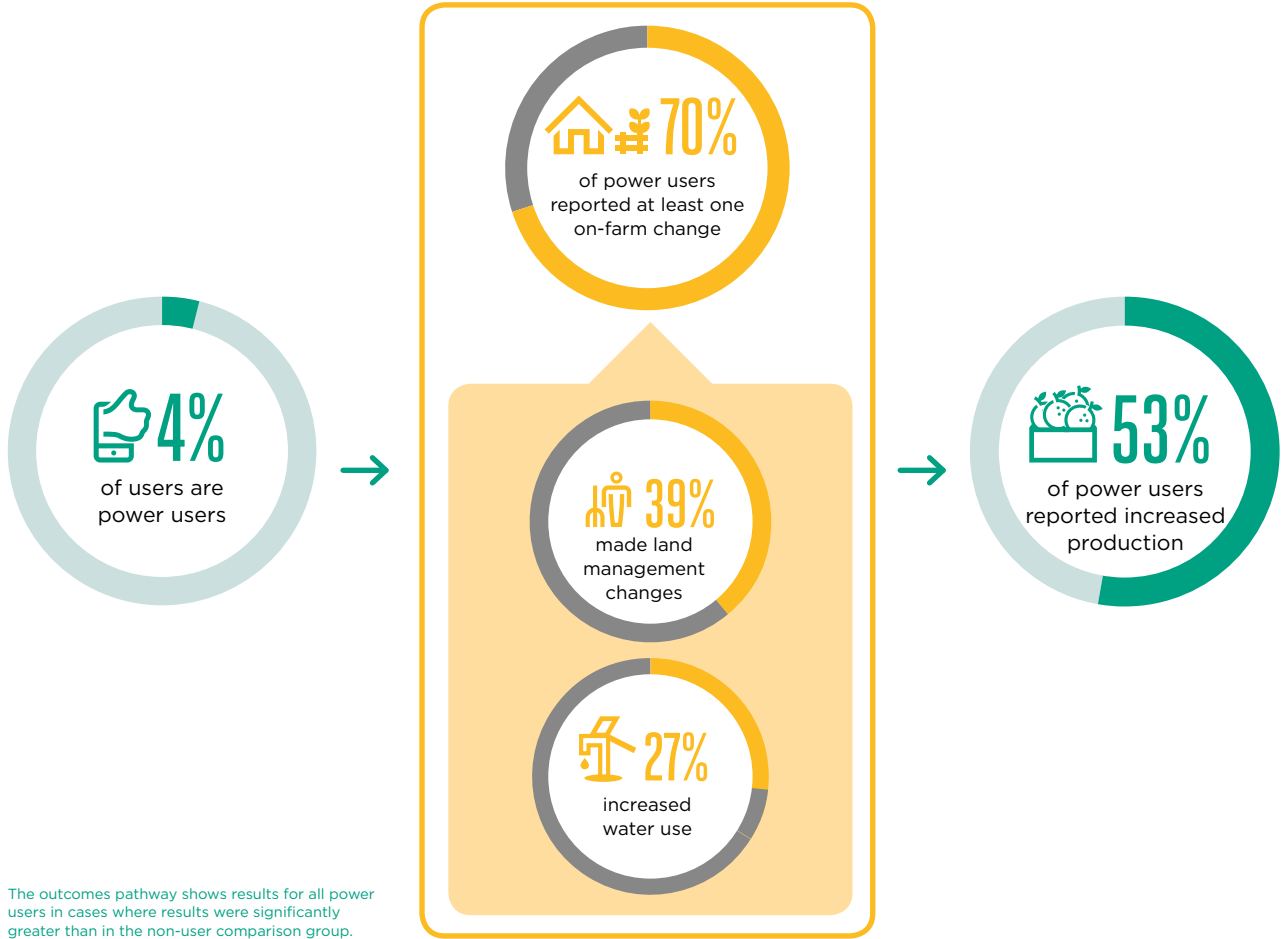 70%
of power users
reported at least one
on-farm change
4%
of users are
power users
39%
made land
management
changes
27%
increased
water use
53%
of power users
reported increased
production
The outcomes pathway shows results for all power
users in cases where results were significantly
greater than in the non-user comparison group.